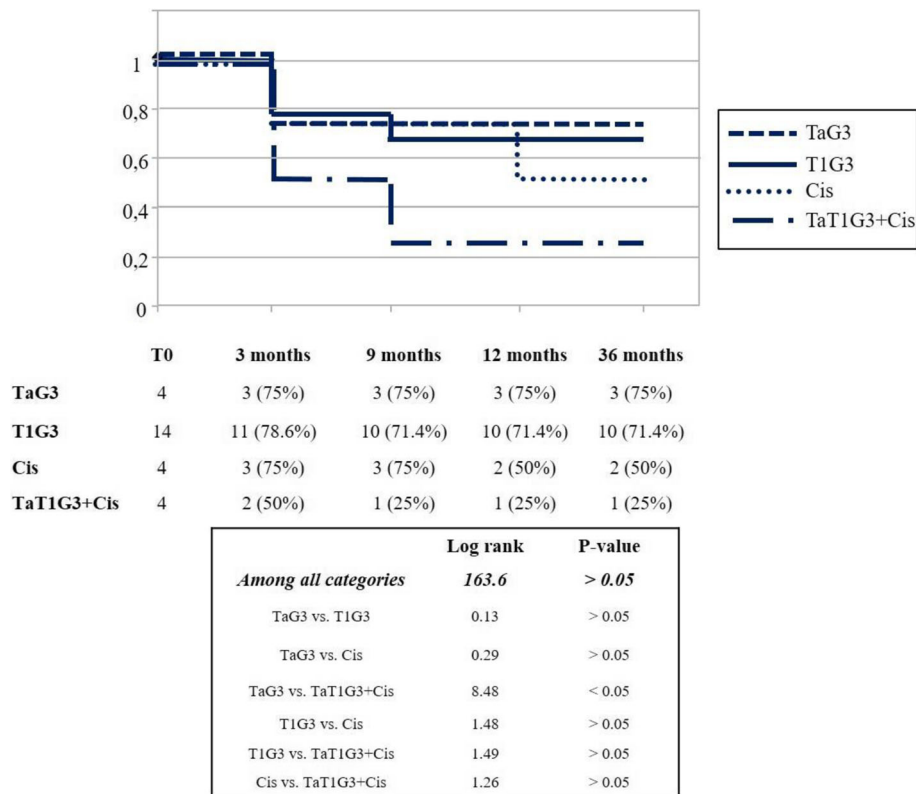 1
0,8
0,6
0,4
0,2
0
TaG3
T1G3
Cis
TaT1G3+Cis
T0 3 months 9 months 12 months 36 months
TaG3 4 3 (75%) 3 (75%) 3 (75%) 3 (75%)
T1G3 14 11 (78.6%) 10 (71.4%) 10 (71.4%) 10 (71.4%)
Cis 4 3 (75%) 3 (75%) 2 (50%) 2 (50%)
TaT1G3+Cis 4 2 (50%) 1 (25%) 1 (25%) 1 (25%)
Log rank P-value
Among all categories 163.6 > 0.05
TaG3 vs. T1G3 0.13 > 0.05
TaG3 vs. Cis 0.29 > 0.05
TaG3 vs. TaT1G3+Cis 8.48 < 0.05
T1G3 vs. Cis 1.48 > 0.05
T1G3 vs. TaT1G3+Cis 1.49 > 0.05
Cis vs. TaT1G3+Cis 1.26 > 0.05